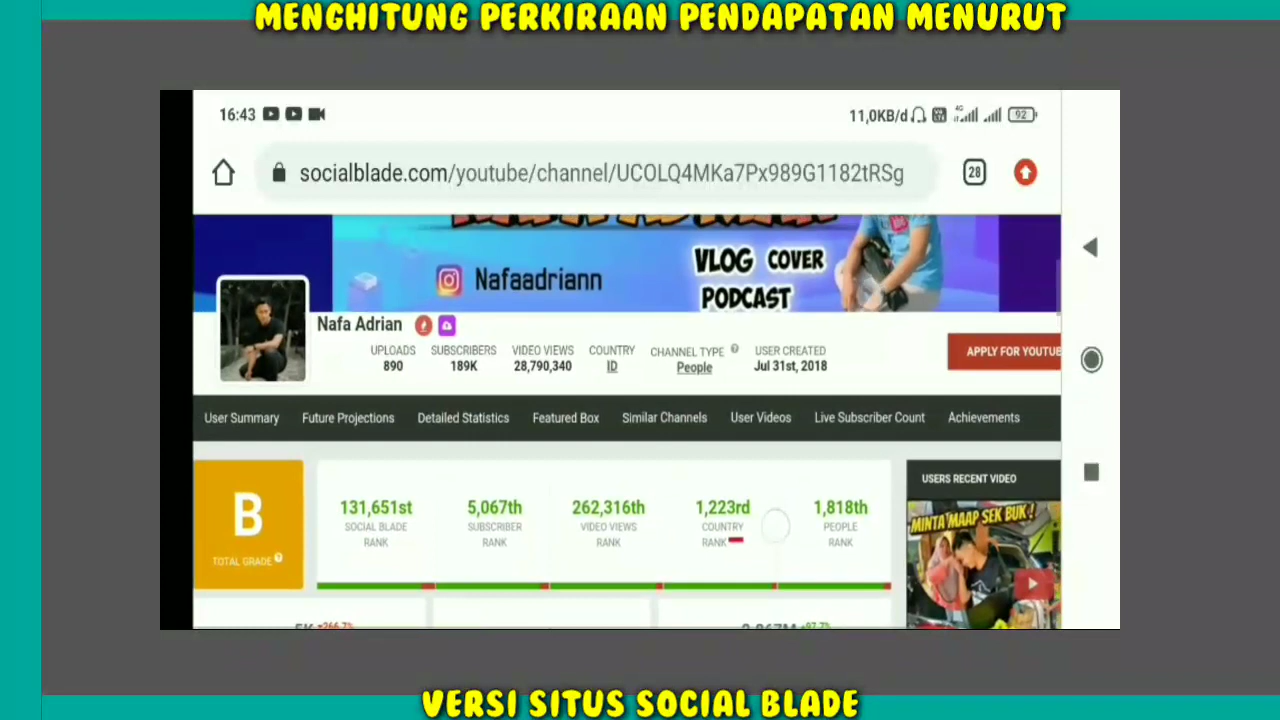 MENGHITUNG PERKIRAAN PENDAPATAN MENURUT
16:43
11,0KB/d
4G
92
socialblade.com/youtube/channel/UCOLQ4MKa7Px989G1182tRSg
28
VLOG COVER
Nafaadriann
PODCAST
Nafa Adrian
UPLOADS SUBSCRIBERS VIDEO VIEWS COUNTRY CHANNEL TYPE USER CREATED
890 189K 28,790,340 ID People Jul 31st, 2018
APPLY FOR YOUTUBE
User Summary Future Projections Detailed Statistics Featured Box Similar Channels User Videos Live Subscriber Count Achievements
B
TOTAL GRADE
131,651st 5,067th 262,316th 1,223rd 1,818th
SOCIAL BLADE SUBSCRIBER VIDEO VIEWS COUNTRY PEOPLE
RANK RANK RANK RANK RANK
USERS RECENT VIDEO
MINTA MAAP SEK BUK !
VERSI SITUS SOCIAL BLADE